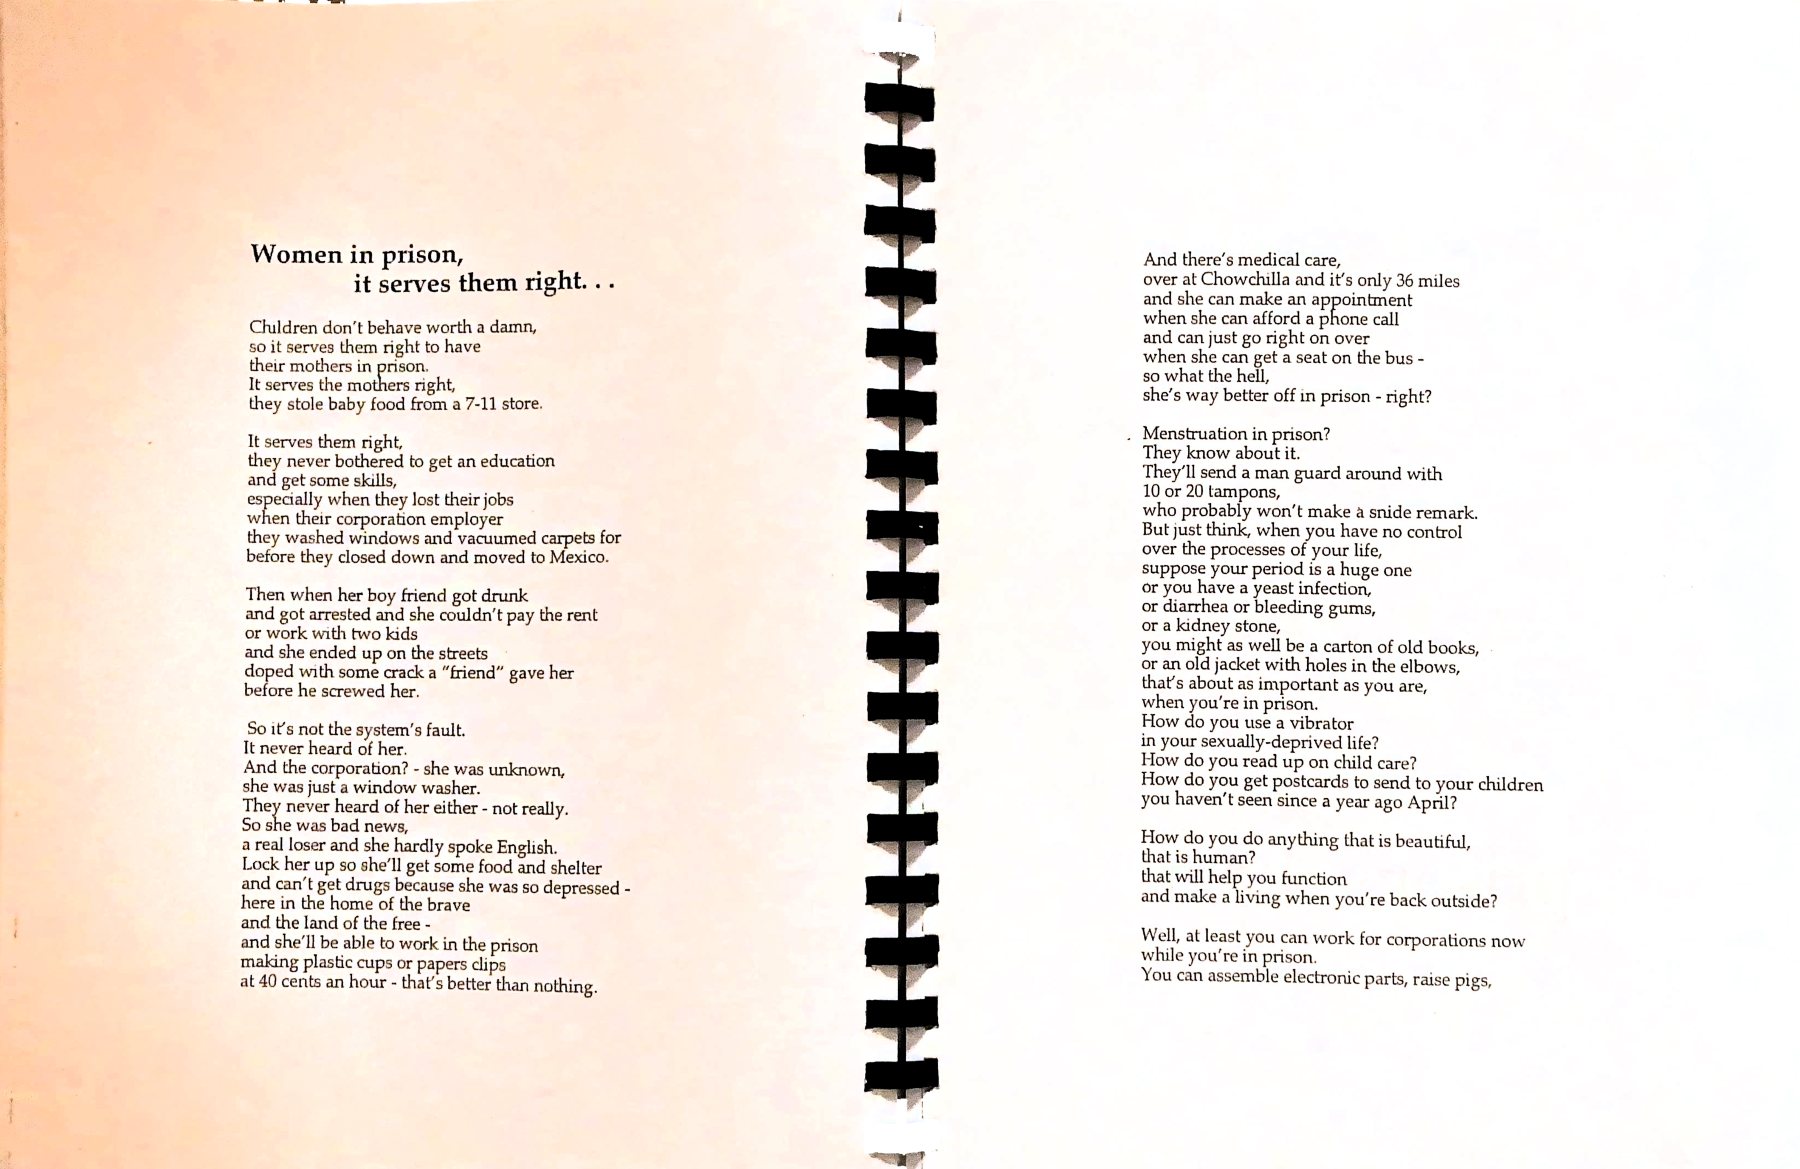 Women in prison,
it serves them right. . .
Children don't behave worth a damn,
so it serves them right to have
their mothers in prison.
It serves the mothers right,
they stole baby food from a 7-11 store.
It serves them right,
they never bothered to get an education
and get some skills,
especially when they lost their jobs
when their corporation employer
they washed windows and vacuumed carpets for
before they closed down and moved to Mexico.
Then when her boy friend got drunk
and got arrested and she couldn't pay the rent
or work with two kids
and she ended up on the streets
doped with some crack a "friend" gave her
before he screwed her.
So it's not the system's fault.
It never heard of her.
And the corporation? - she was unknown,
she was just a window washer.
They never heard of her either - not really.
So she was bad news,
a real loser and she hardly spoke English.
Lock her up so she'll get some food and shelter
and can't get drugs because she was so depressed -
here in the home of the brave
and the land of the free -
and she'll be able to work in the prison
making plastic cups or papers clips
at 40 cents an hour - that's better than nothing.
And there's medical care,
over at Chowchilla and it's only 36 miles
and she can make an appointment
when she can afford a phone call
and can just go right on over
when she can get a seat on the bus -
so what the hell,
she's way better off in prison - right?
Menstruation in prison?
They know about it.
They'll send a man guard around with
10 or 20 tampons,
who probably won't make a snide remark.
But just think, when you have no control
over the processes of your life,
suppose your period is a huge one
or you have a yeast infection,
or diarrhea or bleeding gums,
or a kidney stone,
you might as well be a carton of old books,
or an old jacket with holes in the elbows,
that's about as important as you are,
when you're in prison.
How do you use a vibrator
in your sexually-deprived life?
How do you read up on child care?
How do you get postcards to send to your children
you haven't seen since a year ago April?
How do you do anything that is beautiful,
that is human?
that will help you function
and make a living when you're back outside?
Well, at least you can work for corporations now
while you're in prison.
You can assemble electronic parts, raise pigs,